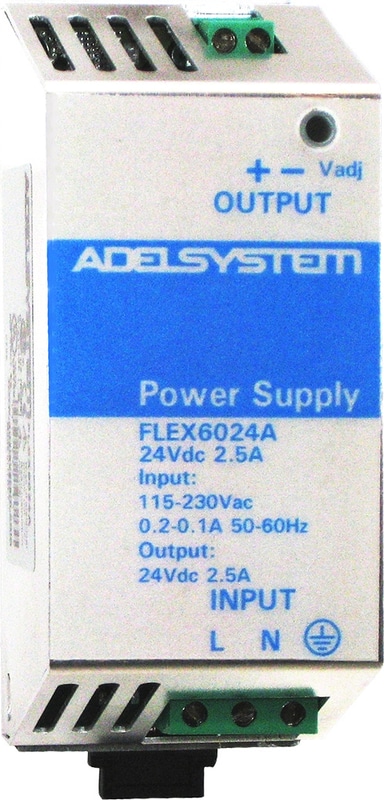 + − Vadj
OUTPUT
ADELSYSTEM
Power Supply
FLEX6024A
24Vdc 2.5A
Input:
115-230Vac
0.2-0.1A 50-60Hz
Output:
24Vdc 2.5A
INPUT
L N